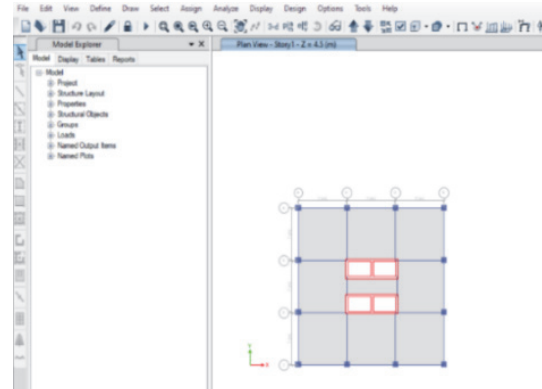 File Edit View Define Draw Select Assign Analyze Display Design Options Tools Help
Model Explorer
Plan View - Story1 - Z = 4.5 (m)
Model Display Tables Reports
Model
Project
Structure Layout
Properties
Structural Objects
Groups
Loads
Named Output Items
Named Plots
Y
X